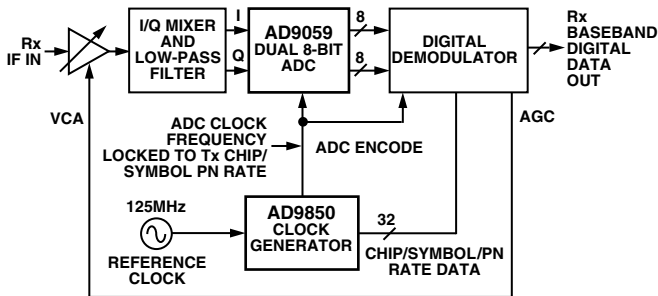 Rx
IF IN
VCA
I/Q MIXER
AND
LOW-PASS
FILTER
I
Q
AD9059
DUAL 8-BIT
ADC
8
8
DIGITAL
DEMODULATOR
Rx
BASEBAND
DIGITAL
DATA
OUT
AGC
ADC CLOCK
FREQUENCY
LOCKED TO Tx CHIP/
SYMBOL PN RATE
ADC ENCODE
125MHz
REFERENCE
CLOCK
AD9850
CLOCK
GENERATOR
32
CHIP/SYMBOL/PN
RATE DATA